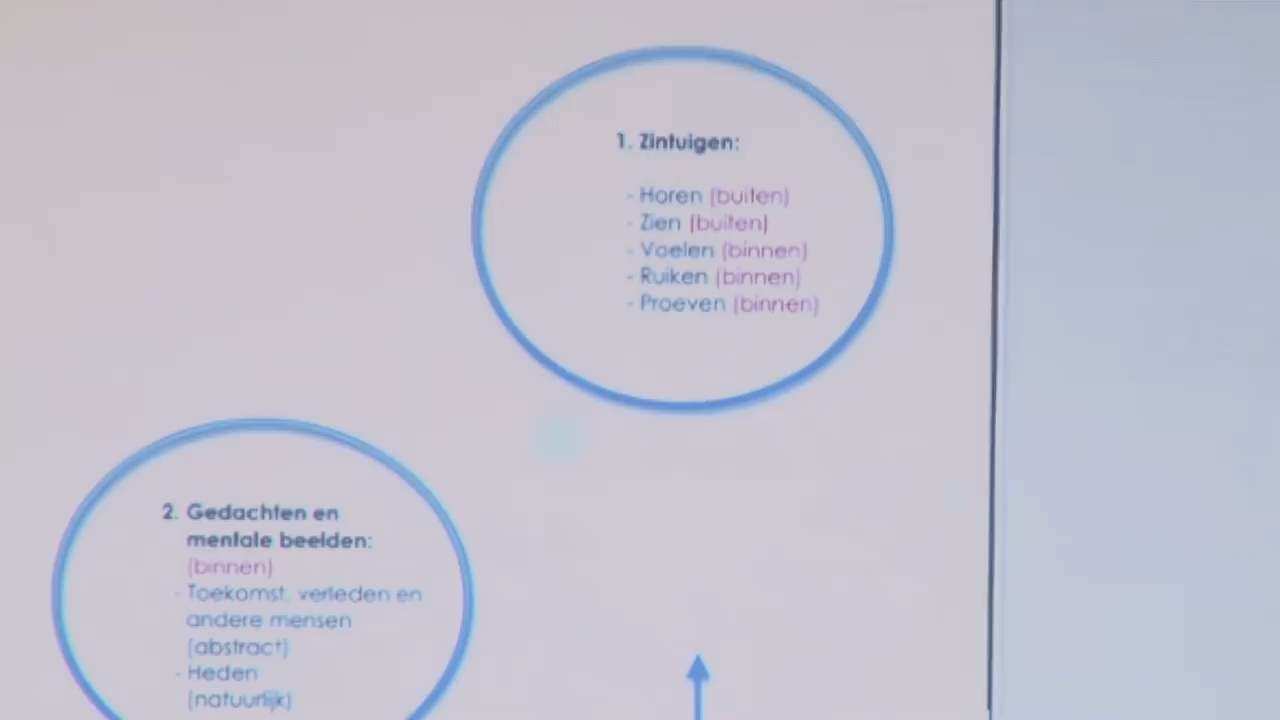 1. Zintuigen:
- Horen (buiten)
- Zien (buiten)
- Voelen (binnen)
- Ruiken (binnen)
- Proeven (binnen)
2. Gedachten en
mentale beelden:
(binnen)
- Toekomst, verleden en
andere mensen
(abstract)
- Heden
(natuurlijk)